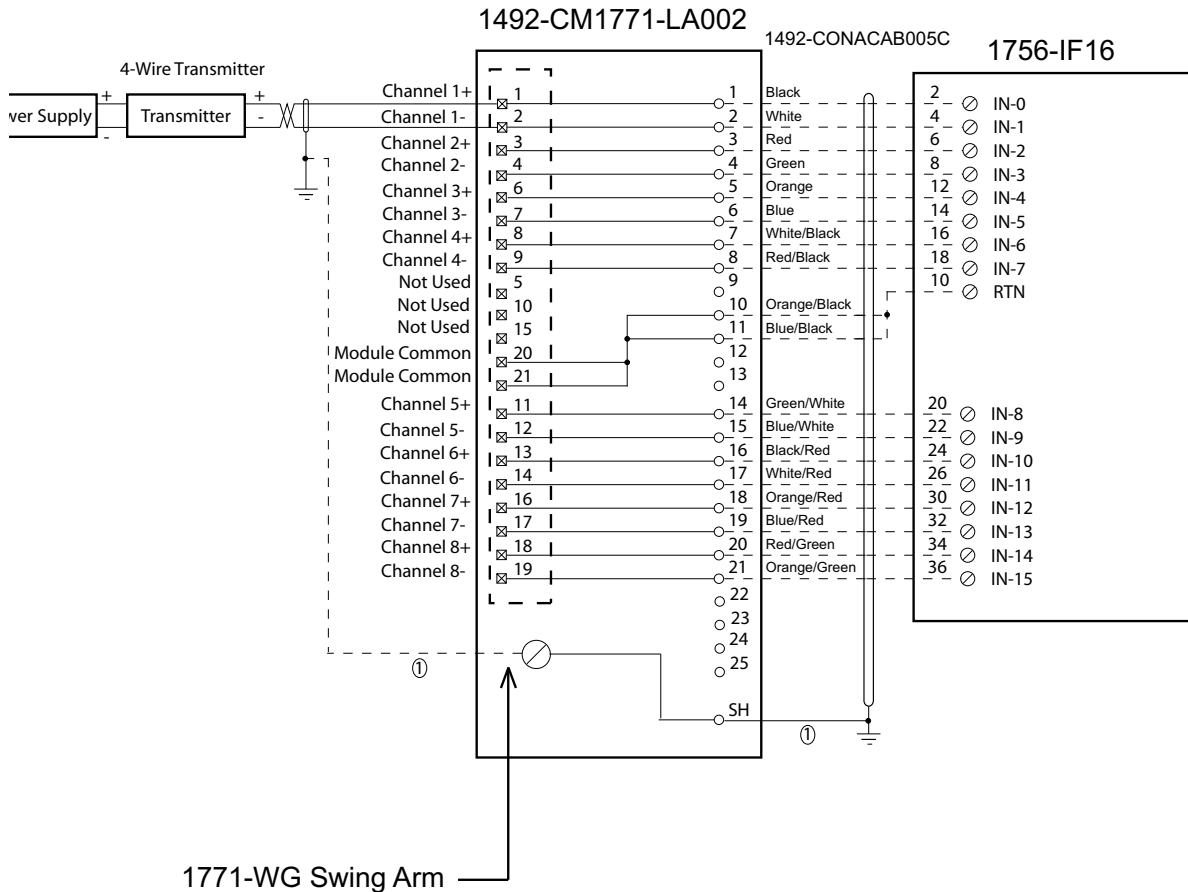 1492-CM1771-LA002
1492-CONACAB005C
1756-IF16
4-Wire Transmitter
wer Supply
+
-
Transmitter
+
-
Channel 1+ 1 1 Black 2 IN-0
Channel 1- 2 2 White 4 IN-1
Channel 2+ 3 3 Red 6 IN-2
Channel 2- 4 4 Green 8 IN-3
Channel 3+ 6 5 Orange 12 IN-4
Channel 3- 7 6 Blue 14 IN-5
Channel 4+ 8 7 White/Black 16 IN-6
Channel 4- 9 8 Red/Black 18 IN-7
Not Used 5 9 10 RTN
Not Used 10 10 Orange/Black
Not Used 15 11 Blue/Black
Module Common 20 12
Module Common 21 13
Channel 5+ 11 14 Green/White 20 IN-8
Channel 5- 12 15 Blue/White 22 IN-9
Channel 6+ 13 16 Black/Red 24 IN-10
Channel 6- 14 17 White/Red 26 IN-11
Channel 7+ 16 18 Orange/Red 30 IN-12
Channel 7- 17 19 Blue/Red 32 IN-13
Channel 8+ 18 20 Red/Green 34 IN-14
Channel 8- 19 21 Orange/Green 36 IN-15
22
23
24
25
①
SH
①
1771-WG Swing Arm